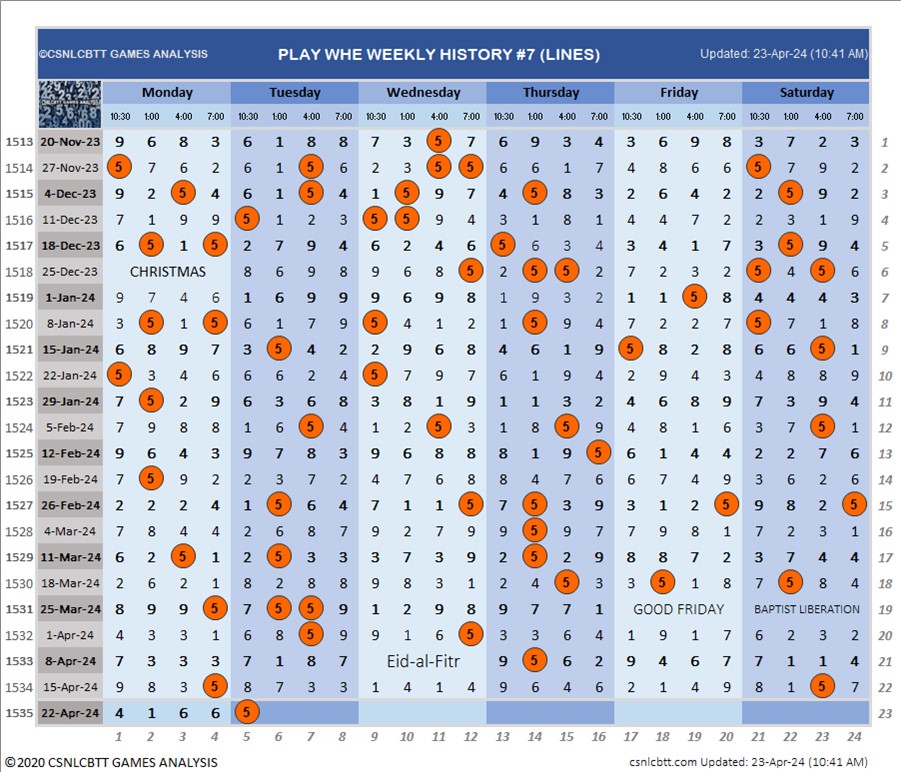 ©CSNLCBTT GAMES ANALYSIS PLAY WHE WEEKLY HISTORY #7 (LINES) Updated: 23-Apr-24 (10:41 AM)
Monday Tuesday Wednesday Thursday Friday Saturday
10:30 1:00 4:00 7:00 10:30 1:00 4:00 7:00 10:30 1:00 4:00 7:00 10:30 1:00 4:00 7:00 10:30 1:00 4:00 7:00 10:30 1:00 4:00 7:00
1513 20-Nov-23 9 6 8 3 6 1 8 8 7 3 5 7 6 9 3 4 3 6 9 8 3 7 2 3 1
1514 27-Nov-23 5 7 6 2 6 1 5 6 2 3 5 5 6 6 1 7 4 8 6 6 5 7 9 2 2
1515 4-Dec-23 9 2 5 4 6 1 5 4 1 5 9 7 4 5 8 3 2 6 4 2 2 5 9 2 3
1516 11-Dec-23 7 1 9 9 5 1 2 3 5 5 9 4 3 1 8 1 4 4 7 2 2 3 1 9 4
1517 18-Dec-23 6 5 1 5 2 7 9 4 6 2 4 6 5 6 3 4 3 4 1 7 3 5 9 4 5
1518 25-Dec-23 CHRISTMAS 8 6 9 8 9 6 8 5 2 5 5 2 7 2 3 2 5 4 5 6 6
1519 1-Jan-24 9 7 4 6 1 6 9 9 9 6 9 8 1 9 3 2 1 1 5 8 4 4 4 3 7
1520 8-Jan-24 3 5 1 5 6 1 7 9 5 4 1 2 1 5 9 4 7 2 2 7 5 7 1 8 8
1521 15-Jan-24 6 8 9 7 3 5 4 2 2 9 6 8 4 6 1 9 5 8 2 8 6 6 5 1 9
1522 22-Jan-24 5 3 4 6 6 6 2 4 5 7 9 7 6 1 9 4 2 9 4 3 4 8 8 9 10
1523 29-Jan-24 7 5 2 9 6 3 6 8 3 8 1 9 1 1 3 2 4 6 8 9 7 3 9 4 11
1524 5-Feb-24 7 9 8 8 1 6 5 4 1 2 5 3 1 8 5 9 4 8 1 6 3 7 5 1 12
1525 12-Feb-24 9 6 4 3 9 7 8 3 9 6 8 8 8 1 9 5 6 1 4 4 2 2 7 6 13
1526 19-Feb-24 2 5 9 9 2 3 7 2 4 7 6 8 8 4 7 6 6 7 4 9 3 6 2 6 14
1527 26-Feb-24 2 2 2 4 1 5 6 4 7 1 1 5 7 5 3 9 3 1 2 5 9 8 2 5 15
1528 4-Mar-24 7 8 4 4 2 6 8 7 9 2 7 9 9 5 9 7 7 9 8 1 7 2 3 1 16
1529 11-Mar-24 6 2 5 1 2 5 3 3 3 7 3 9 2 5 2 9 8 8 7 2 3 7 4 4 17
1530 18-Mar-24 2 6 2 1 8 2 8 8 9 8 3 1 2 4 5 3 3 5 1 8 7 5 8 4 18
1531 25-Mar-24 8 9 9 5 7 5 5 9 1 2 9 8 9 7 7 1 GOOD FRIDAY BAPTIST LIBERATION 19
1532 1-Apr-24 4 3 3 1 6 8 5 9 9 1 6 5 3 3 6 4 1 9 1 7 6 2 3 2 20
1533 8-Apr-24 7 3 3 3 7 1 8 7 Eid-al-Fitr 9 5 6 2 9 4 6 7 7 1 1 4 21
1534 15-Apr-24 9 8 3 5 8 7 3 3 1 4 1 4 9 6 4 6 2 1 4 9 8 1 5 7 22
1535 22-Apr-24 4 1 6 6 5 23
1 2 3 4 5 6 7 8 9 10 11 12 13 14 15 16 17 18 19 20 21 22 23 24
©2020 CSNLCBTT GAMES ANALYSIS csnlcbtt.com Updated: 23-Apr-24 (10:41 AM)